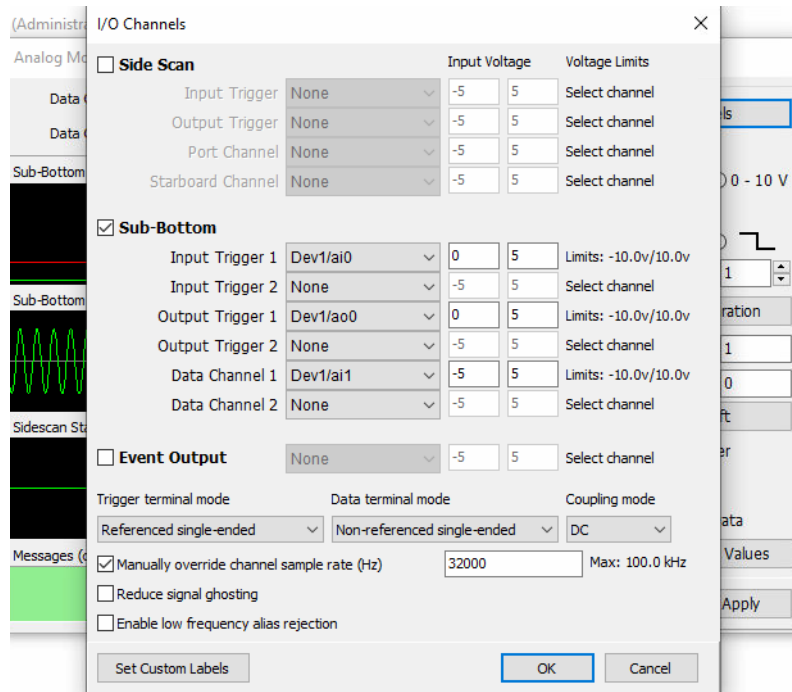 (Administra
I/O Channels
Analog Mo
Side Scan Input Voltage Voltage Limits
Data Input Trigger None -5 5 Select channel
ls
Output Trigger None -5 5 Select channel
Data Port Channel None -5 5 Select channel
Sub-Bottom Starboard Channel None -5 5 Select channel 0 - 10 V
Sub-Bottom
Input Trigger 1 Dev1/ai0 0 5 Limits: -10.0v/10.0v
1
Input Trigger 2 None -5 5 Select channel
Sub-Bottom Output Trigger 1 Dev1/ao0 0 5 Limits: -10.0v/10.0v ration
Output Trigger 2 None -5 5 Select channel 1
Data Channel 1 Dev1/ai1 -5 5 Limits: -10.0v/10.0v 0
Data Channel 2 None -5 5 Select channel ft
Sidescan Sta
er
Event Output None -5 5 Select channel
Trigger terminal mode Data terminal mode Coupling mode
Referenced single-ended Non-referenced single-ended DC ata
Messages (c Values
Manually override channel sample rate (Hz) 32000 Max: 100.0 kHz
Reduce signal ghosting
Apply
Enable low frequency alias rejection
Set Custom Labels OK Cancel